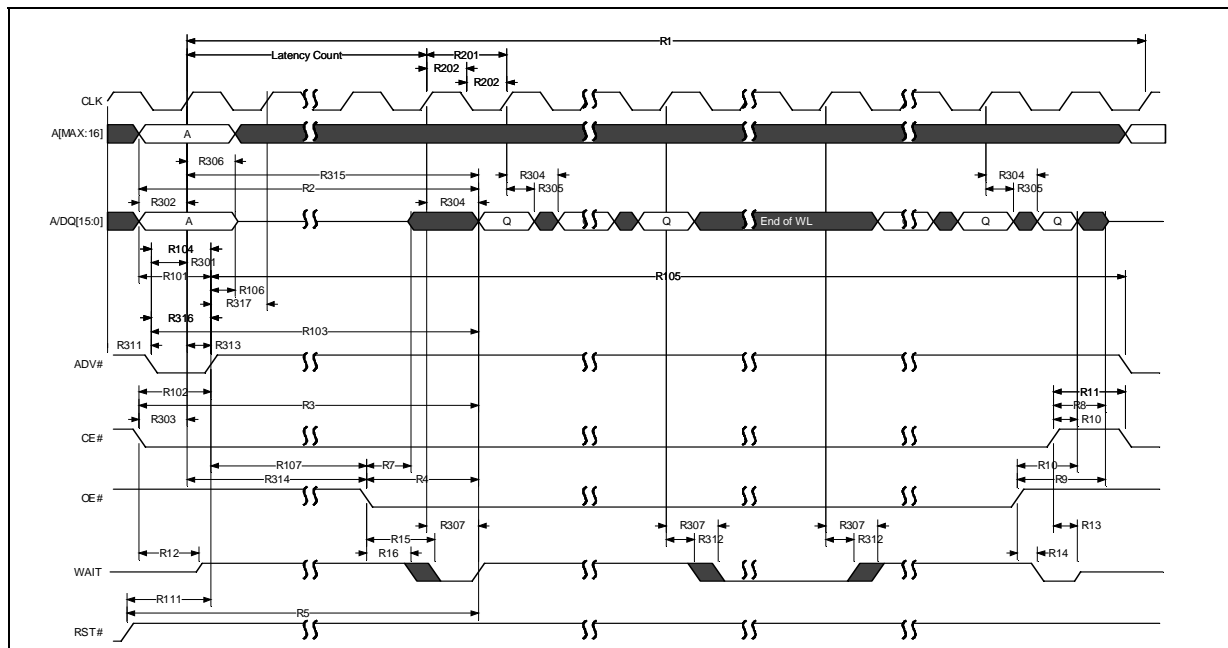 R1
Latency Count
R201
R202
R202
CLK
A[MAX:16]
A
R306
R315
R304
R304
R2
R305
R305
R302
R304
A/DQ[15:0]
A
Q
Q
End of WL
Q
Q
R104
R301
R101
R105
R106
R317
R316
R103
R311
R313
ADV#
R102
R11
R3
R8
R303
R10
CE#
R107
R7
R10
R314
R4
R9
OE#
R307
R307
R307
R13
R15
R312
R312
R12
R16
R14
WAIT
R111
R5
RST#